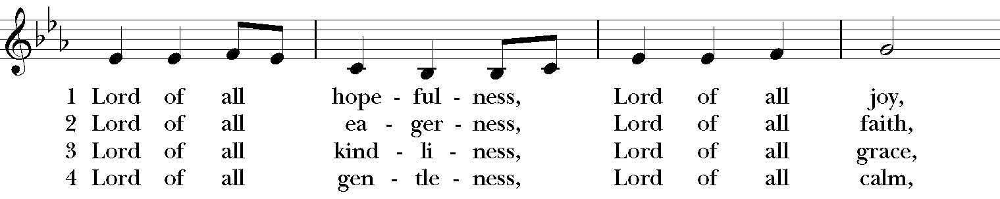 1 Lord of all hope - ful - ness, Lord of all joy,
2 Lord of all ea - ger - ness, Lord of all faith,
3 Lord of all kind - li - ness, Lord of all grace,
4 Lord of all gen - tle - ness, Lord of all calm,